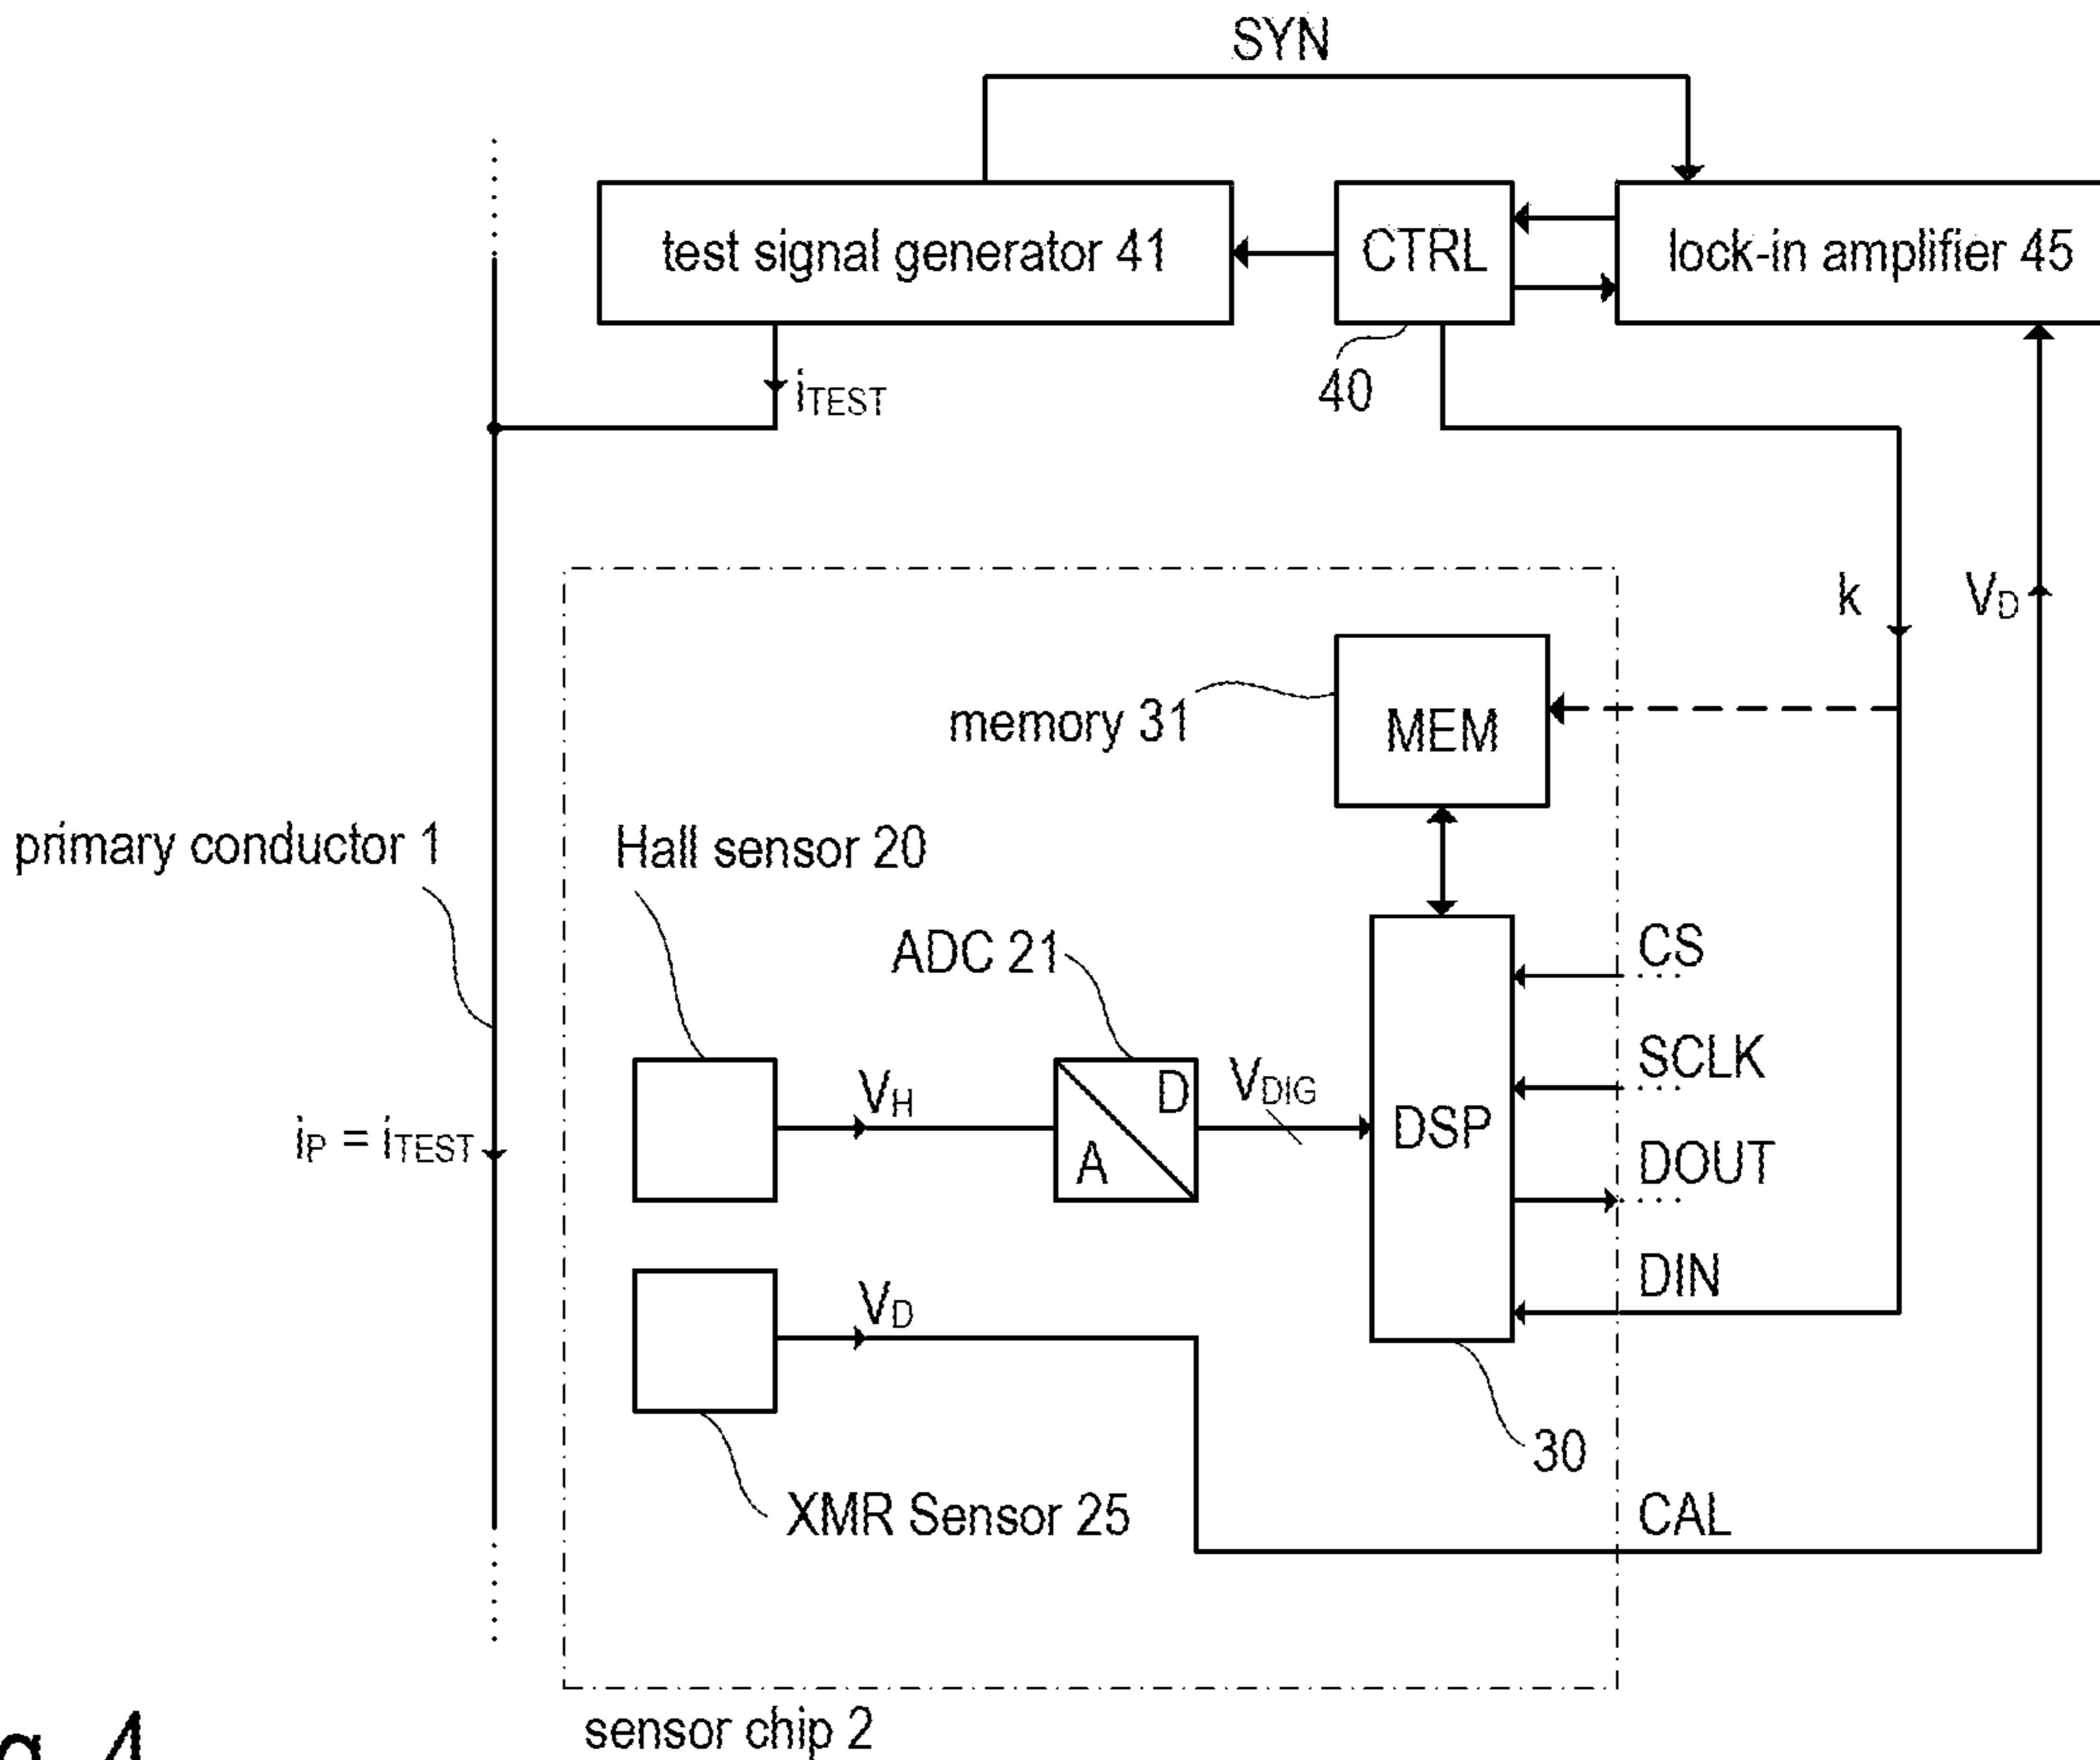 SYN
test signal generator 41
CTRL
lock-in amplifier 45
iTEST
40
k
VD
memory 31
MEM
primary conductor 1
Hall sensor 20
ADC 21
CS
SCLK
VH
D
A
VDIG
DSP
iP = iTEST
DOUT
DIN
VD
30
XMR Sensor 25
CAL
sensor chip 2
g. 4